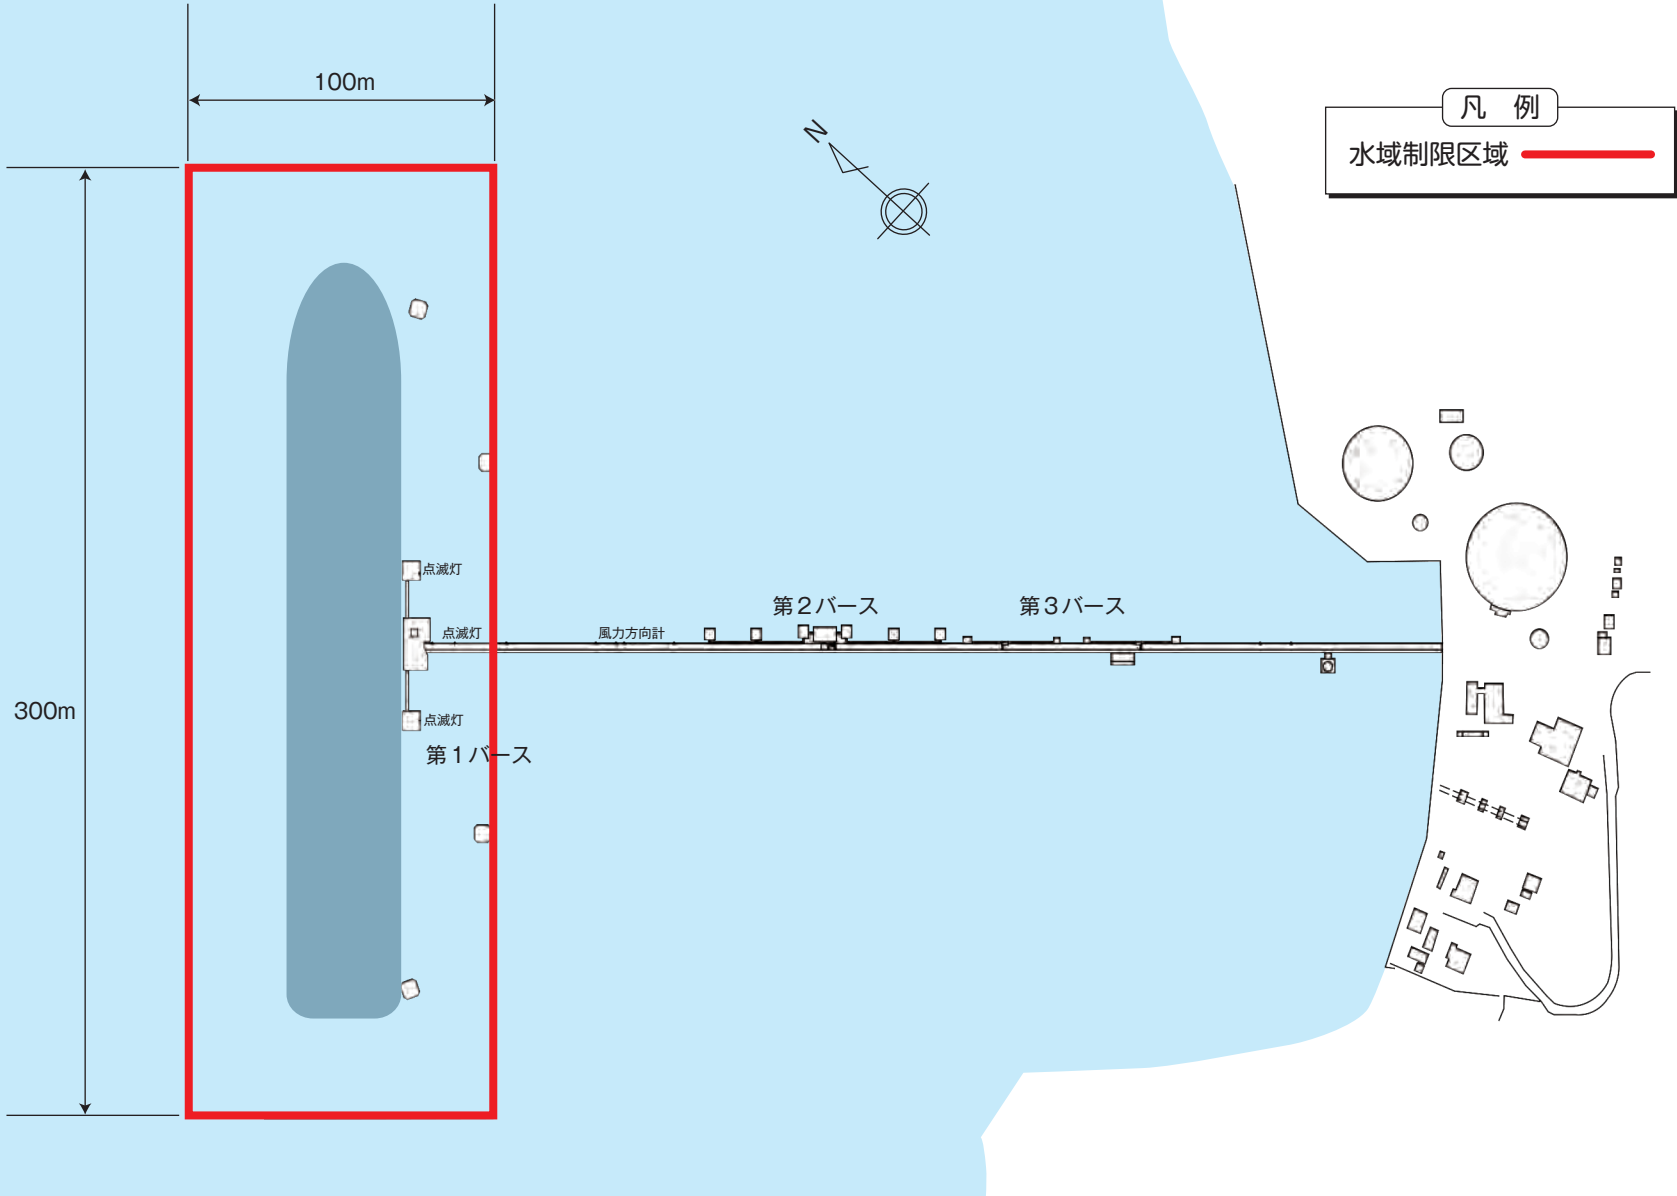 100m
N
凡 例
水域制限区域
点滅灯
第2バース
第3バース
点滅灯
風力方向計
300m
点滅灯
第1バース